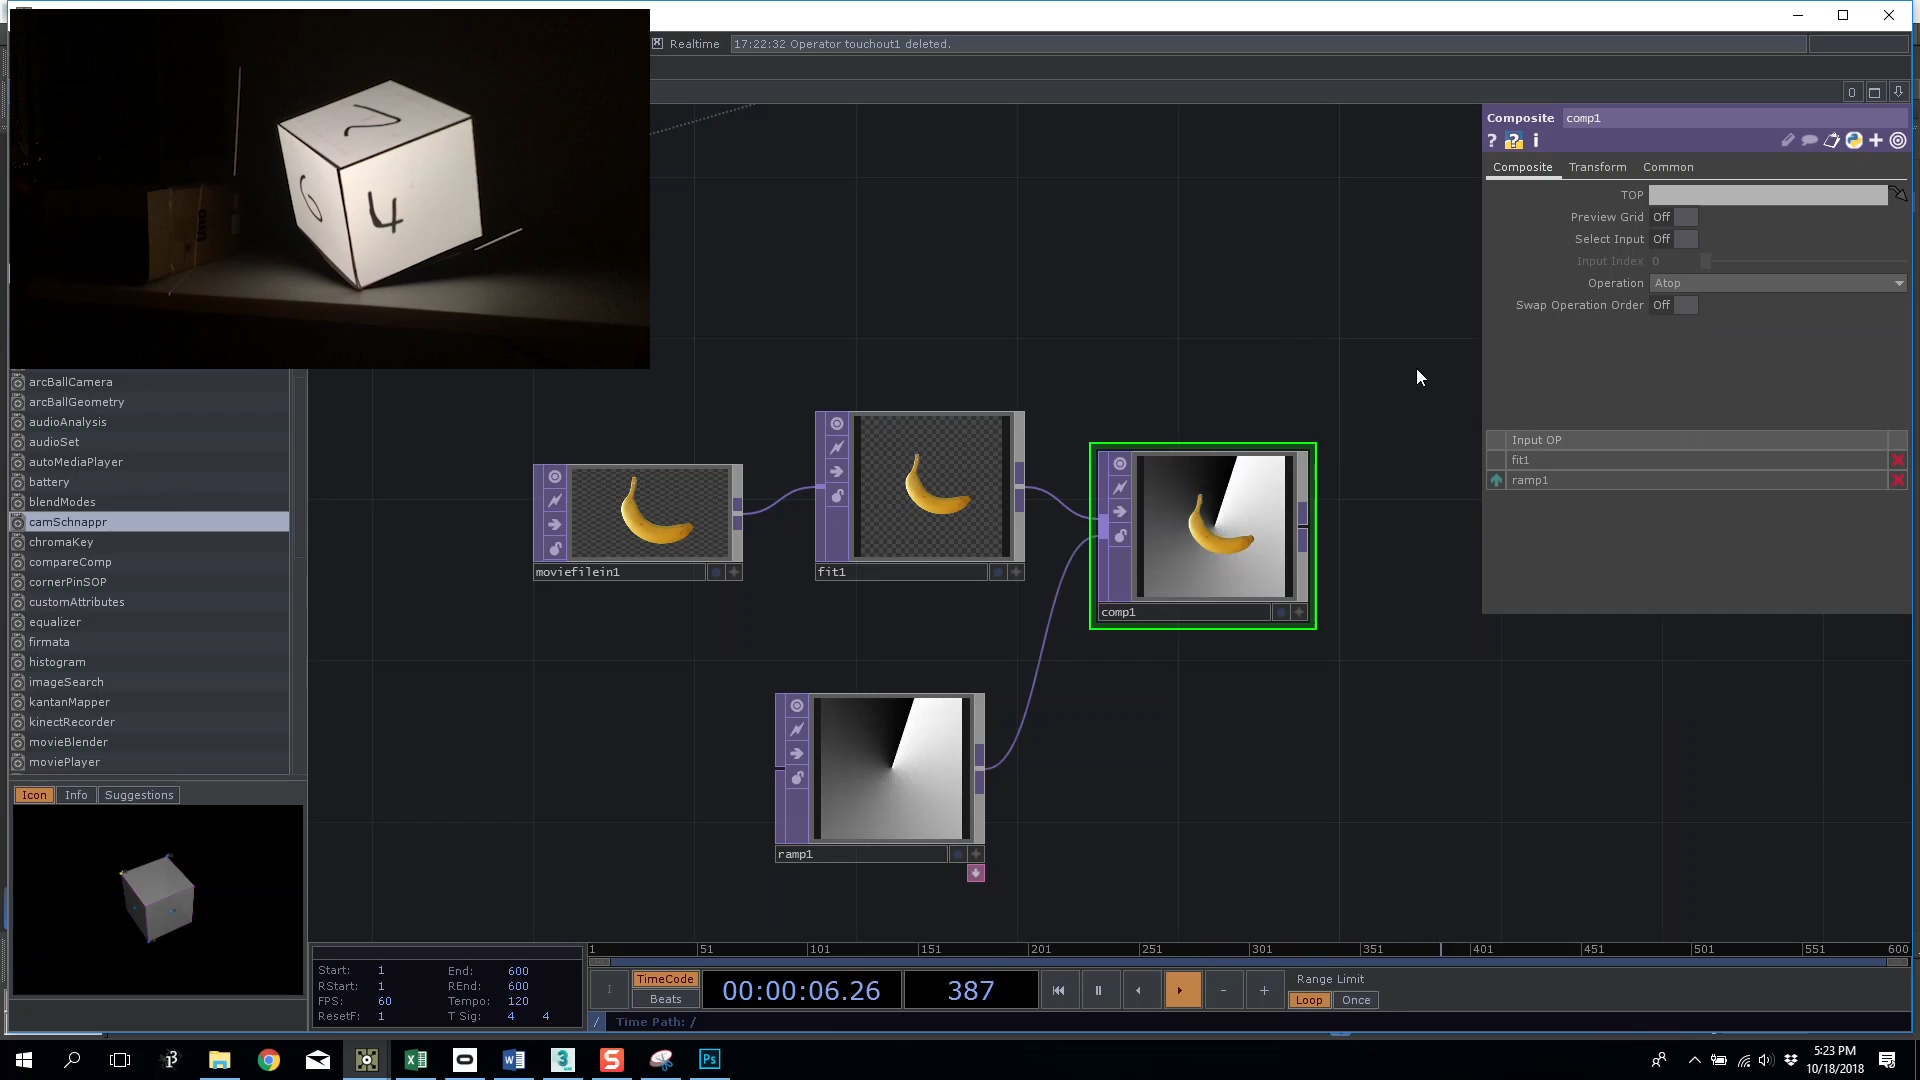 Realtime
17:22:32 Operator touchout1 deleted.
0
2
6
4
Composite comp1
? ? i
Composite Transform Common
TOP
Preview Grid Off
Select Input Off
Input Index 0
Operation Atop
Swap Operation Order Off
Input OP
fit1
ramp1
arcBallCamera
arcBallGeometry
audioAnalysis
audioSet
autoMediaPlayer
battery
blendModes
camSchnappr
chromaKey
compareComp
cornerPinSOP
customAttributes
equalizer
firmata
histogram
imageSearch
kantanMapper
kinectRecorder
movieBlender
moviePlayer
moviefilein1
fit1
comp1
ramp1
Icon Info Suggestions
1 51 101 151 201 251 301 351 401 451 501 551 600
Start: 1 End: 600
RStart: 1 REnd: 600
FPS: 60 Tempo: 120
ResetF: 1 T Sig: 4 4
I
TimeCode
Beats
00:00:06.26
387
- +
Range Limit
Loop Once
/ Time Path: /
5:23 PM
10/18/2018